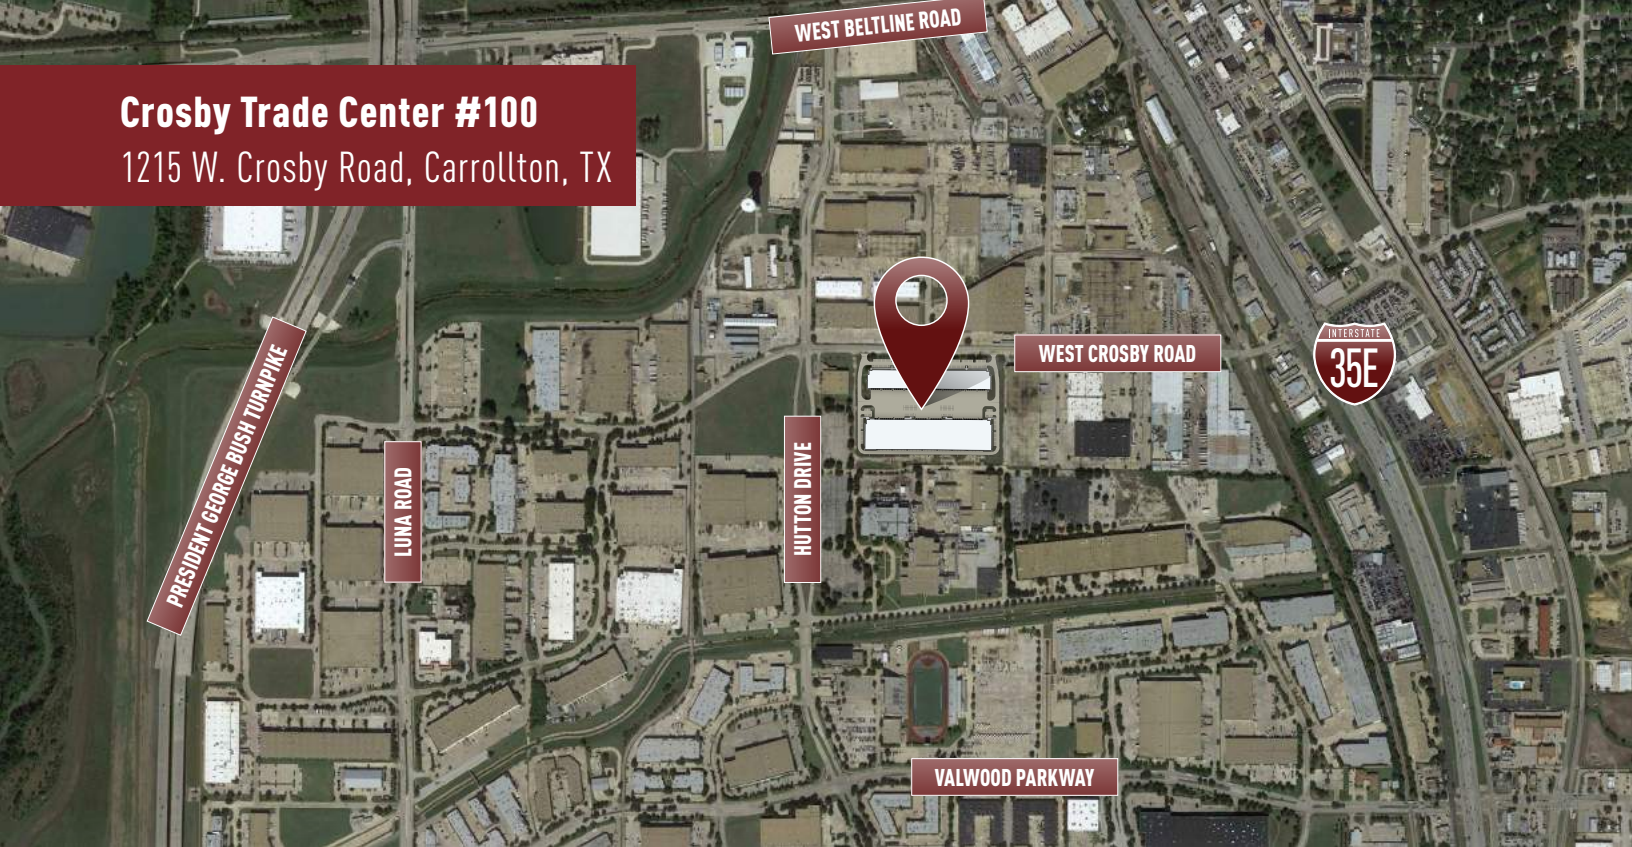 WEST BELTLINE ROAD
Crosby Trade Center #100
1215 W. Crosby Road, Carrollton, TX
PRESIDENT GEORGE BUSH TURNPIKE
WEST CROSBY ROAD
INTERSTATE
35E
LUNA ROAD
HUTTON DRIVE
VALWOOD PARKWAY